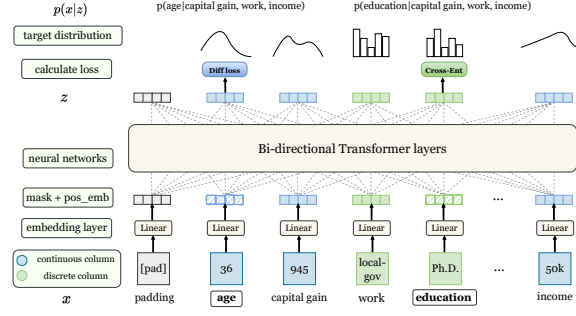 p(x|z)
p(age|capital gain, work, income)
p(education|capital gain, work, income)
target distribution
calculate loss
Diff loss
Cross-Ent
z
Bi-directional Transformer layers
neural networks
mask + pos_emb
...
embedding layer
Linear
Linear
Linear
Linear
Linear
Linear
continuous column
discrete column
[pad]
36
945
local-
gov
Ph.D.
...
50k
x
padding
age
capital gain
work
education
income